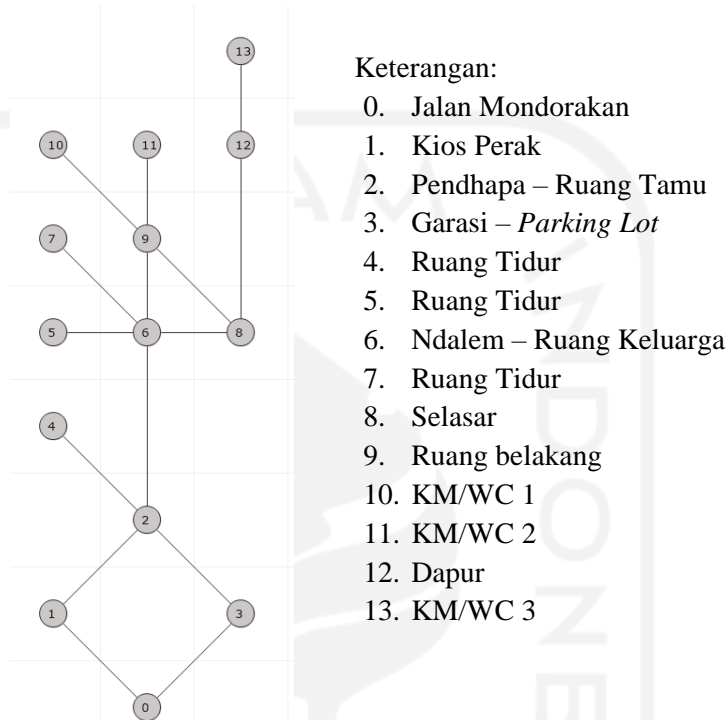 13
Keterangan:
0. Jalan Mondorakan
10 11 12
1. Kios Perak
2. Pendhapa – Ruang Tamu
3. Garasi – Parking Lot
7 9
4. Ruang Tidur
5. Ruang Tidur
5 6 8
6. Ndalem – Ruang Keluarga
7. Ruang Tidur
4
8. Selasar
9. Ruang belakang
10. KM/WC 1
2
11. KM/WC 2
12. Dapur
1 3
13. KM/WC 3
0